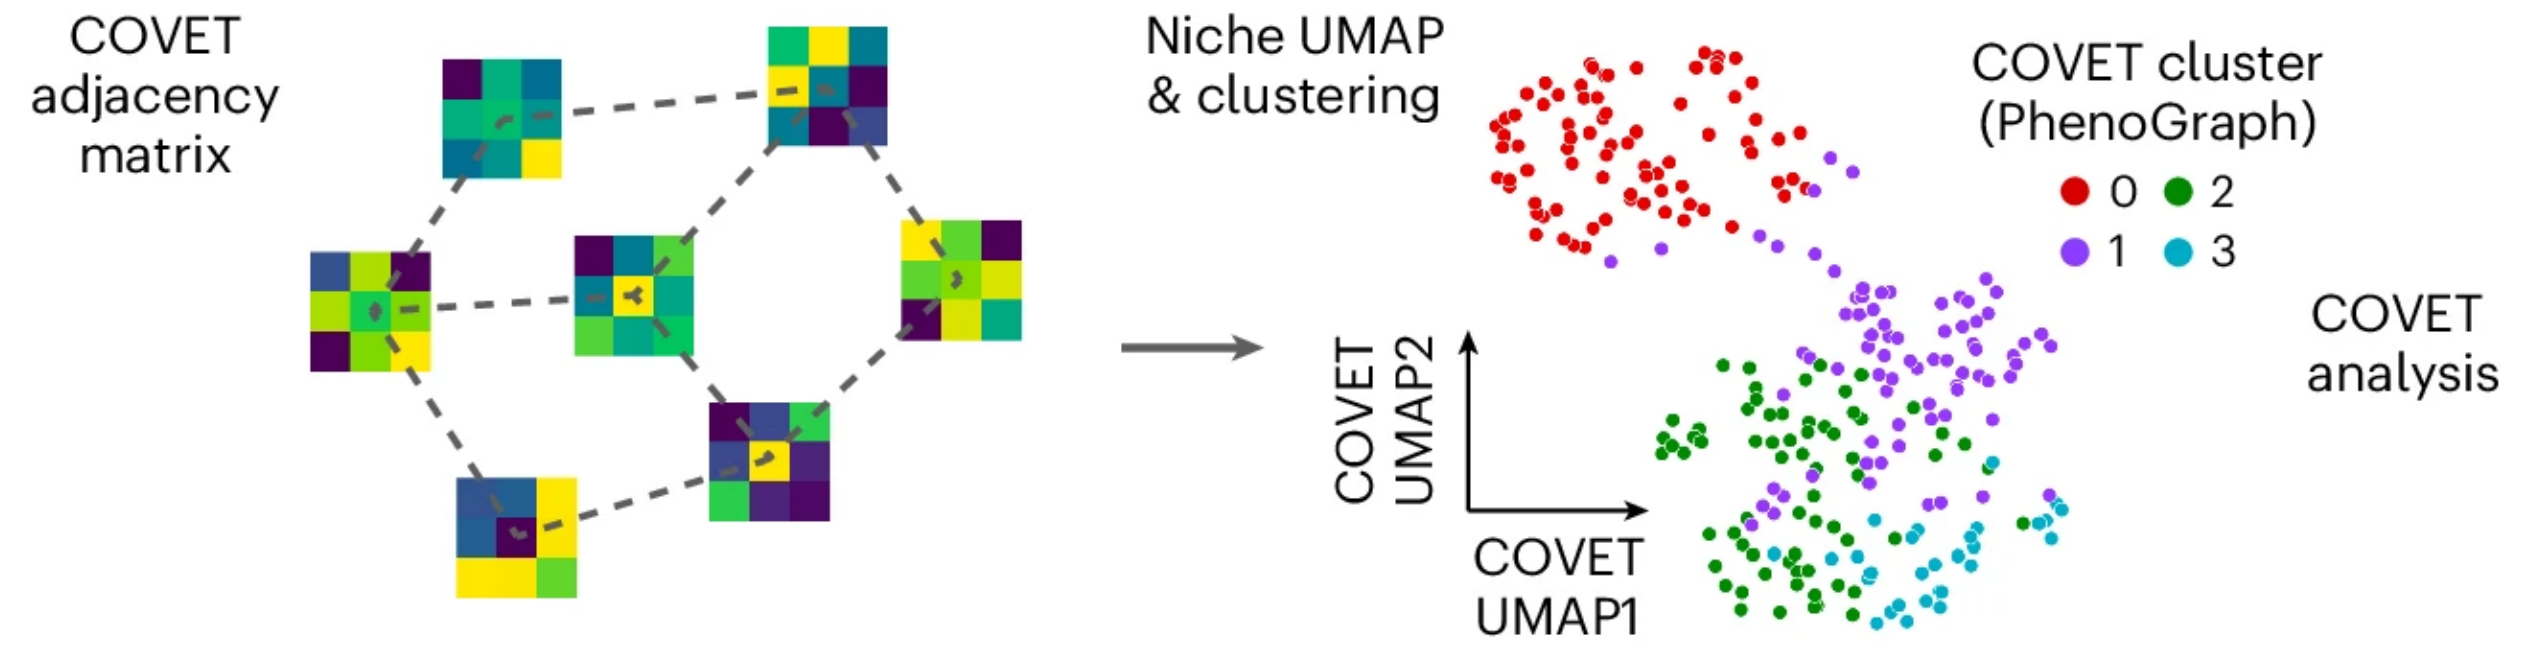 COVET
adjacency
matrix
Niche UMAP
& clustering
COVET cluster
(PhenoGraph)
0 2
1 3
COVET
analysis
COVET
UMAP2
COVET
UMAP1